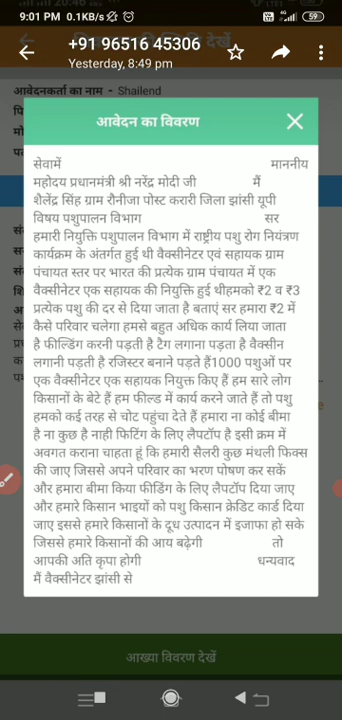 9:01 PM 0.1KB/s
59
+91 96516 45306
Yesterday, 8:49 pm
आवेदनकर्ता का नाम - Shailend
आवेदन का विवरण
सेवामें माननीय
महोदय प्रधानमंत्री श्री नरेंद्र मोदी जी मैं
शैलेंद्र सिंह ग्राम रौनीजा पोस्ट करारी जिला झांसी यूपी
विषय पशुपालन विभाग सर
हमारी नियुक्ति पशुपालन विभाग में राष्ट्रीय पशु रोग नियंत्रण
कार्यक्रम के अंतर्गत हुई थी वैक्सीनेटर एवं सहायक ग्राम
पंचायत स्तर पर भारत की प्रत्येक ग्राम पंचायत में एक
वैक्सीनेटर एक सहायक की नियुक्ति हुई थीहमको ₹2 व ₹3
प्रत्येक पशु की दर से दिया जाता है बताएं सर हमारा ₹2 में
कैसे परिवार चलेगा हमसे बहुत अधिक कार्य लिया जाता
है फील्डिंग करनी पड़ती है टैग लगाना पड़ता है वैक्सीन
लगानी पड़ती है रजिस्टर बनाने पड़ते हैं1000 पशुओं पर
एक वैक्सीनेटर एक सहायक नियुक्त किए हैं हम सारे लोग
किसानों के बेटे हैं हम फील्ड में कार्य करने जाते हैं तो पशु
हमको कई तरह से चोट पहुंचा देते हैं हमारा ना कोई बीमा
है ना कुछ है नाही फिटिंग के लिए लैपटॉप है इसी क्रम में
अवगत कराना चाहता हूं कि हमारी सैलरी कुछ मंथली फिक्स
की जाए जिससे अपने परिवार का भरण पोषण कर सकें
और हमारा बीमा किया फीडिंग के लिए लैपटॉप दिया जाए
और हमारे किसान भाइयों को पशु किसान क्रेडिट कार्ड दिया
जाए इससे हमारे किसानों के दूध उत्पादन में इजाफा हो सके
जिससे हमारे किसानों की आय बढ़ेगी तो
आपकी अति कृपा होगी धन्यवाद
मैं वैक्सीनेटर झांसी से
आख्या विवरण देखें